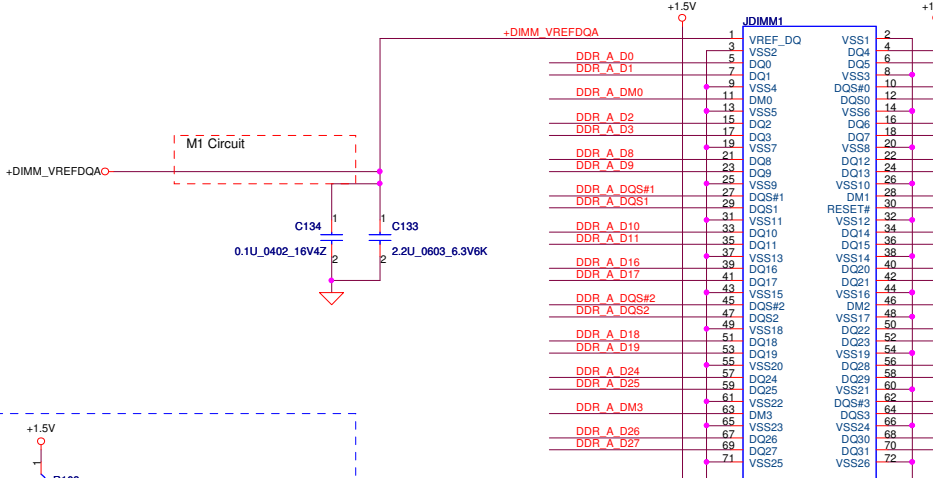 +1.5V
+1
JDIMM1
+DIMM_VREFDQA
1 VREF_DQ VSS1 2
3 VSS2 DQ4 4
DDR_A_D0 5 DQ0 DQ5 6
DDR_A_D1 7 DQ1 VSS3 8
9 VSS4 DQS#0 10
DDR_A_DM0 11 DM0 DQS0 12
13 VSS5 VSS6 14
DDR_A_D2 15 DQ2 DQ6 16
DDR_A_D3 17 DQ3 DQ7 18
19 VSS7 VSS8 20
DDR_A_D8 21 DQ8 DQ12 22
DDR_A_D9 23 DQ9 DQ13 24
25 VSS9 VSS10 26
DDR_A_DQS#1 27 DQS#1 DM1 28
DDR_A_DQS1 29 DQS1 RESET# 30
31 VSS11 VSS12 32
DDR_A_D10 33 DQ10 DQ14 34
DDR_A_D11 35 DQ11 DQ15 36
37 VSS13 VSS14 38
DDR_A_D16 39 DQ16 DQ20 40
DDR_A_D17 41 DQ17 DQ21 42
43 VSS15 VSS16 44
DDR_A_DQS#2 45 DQS#2 DM2 46
DDR_A_DQS2 47 DQS2 VSS17 48
49 VSS18 DQ22 50
DDR_A_D18 51 DQ18 DQ23 52
DDR_A_D19 53 DQ19 VSS19 54
55 VSS20 DQ28 56
DDR_A_D24 57 DQ24 DQ29 58
DDR_A_D25 59 DQ25 VSS21 60
61 VSS22 DQS#3 62
DDR_A_DM3 63 DM3 DQS3 64
65 VSS23 VSS24 66
DDR_A_D26 67 DQ26 DQ30 68
DDR_A_D27 69 DQ27 DQ31 70
71 VSS25 VSS26 72
M1 Circuit
+DIMM_VREFDQA
1 1
C134 C133
0.1U_0402_16V4Z 2.2U_0603_6.3V6K
2 2
+1.5V
1